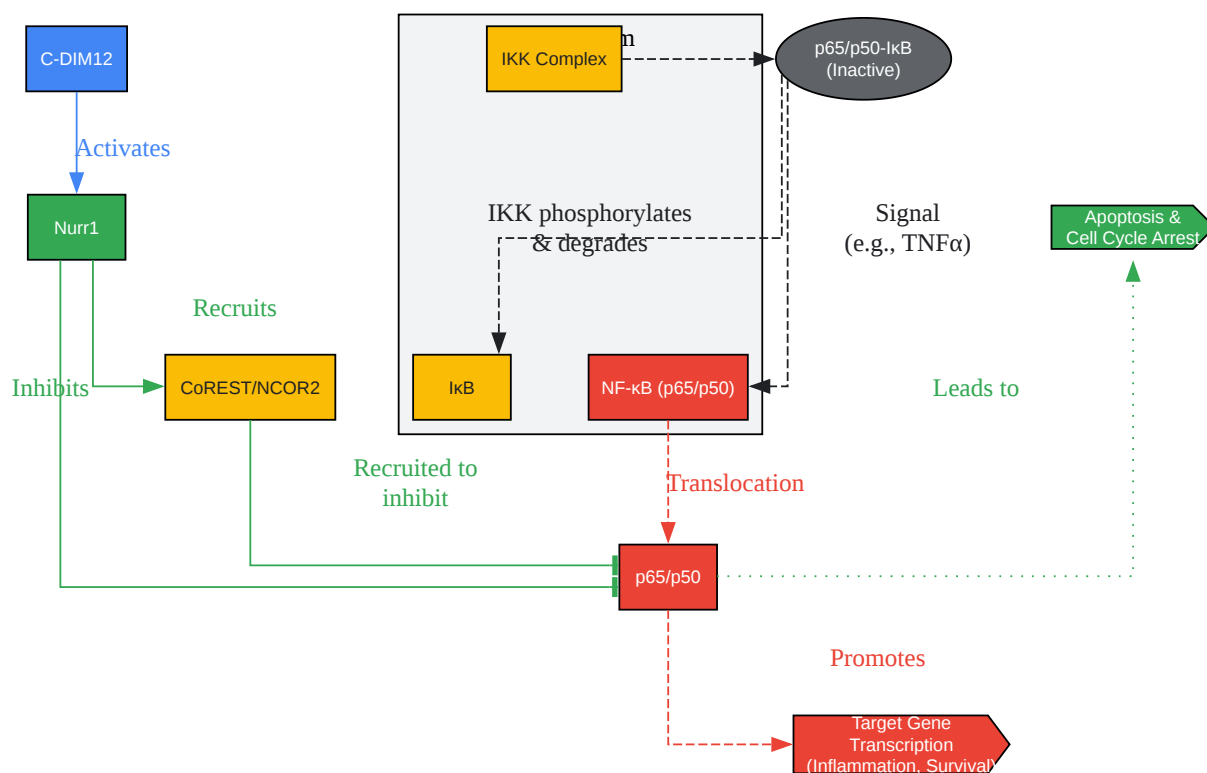 IKK Complex
p65/p50-IκB
(Inactive)
C-DIM12
Activates
IKK phosphorylates
& degrades
Signal
(e.g., TNFα)
Apoptosis &
Cell Cycle Arrest
Nurr1
Recruits
Inhibits
CoREST/NCOR2
IκB
NF-κB (p65/p50)
Leads to
Recruited to
inhibit
Translocation
p65/p50
Promotes
Target Gene
Transcription
(Inflammation, Survival)